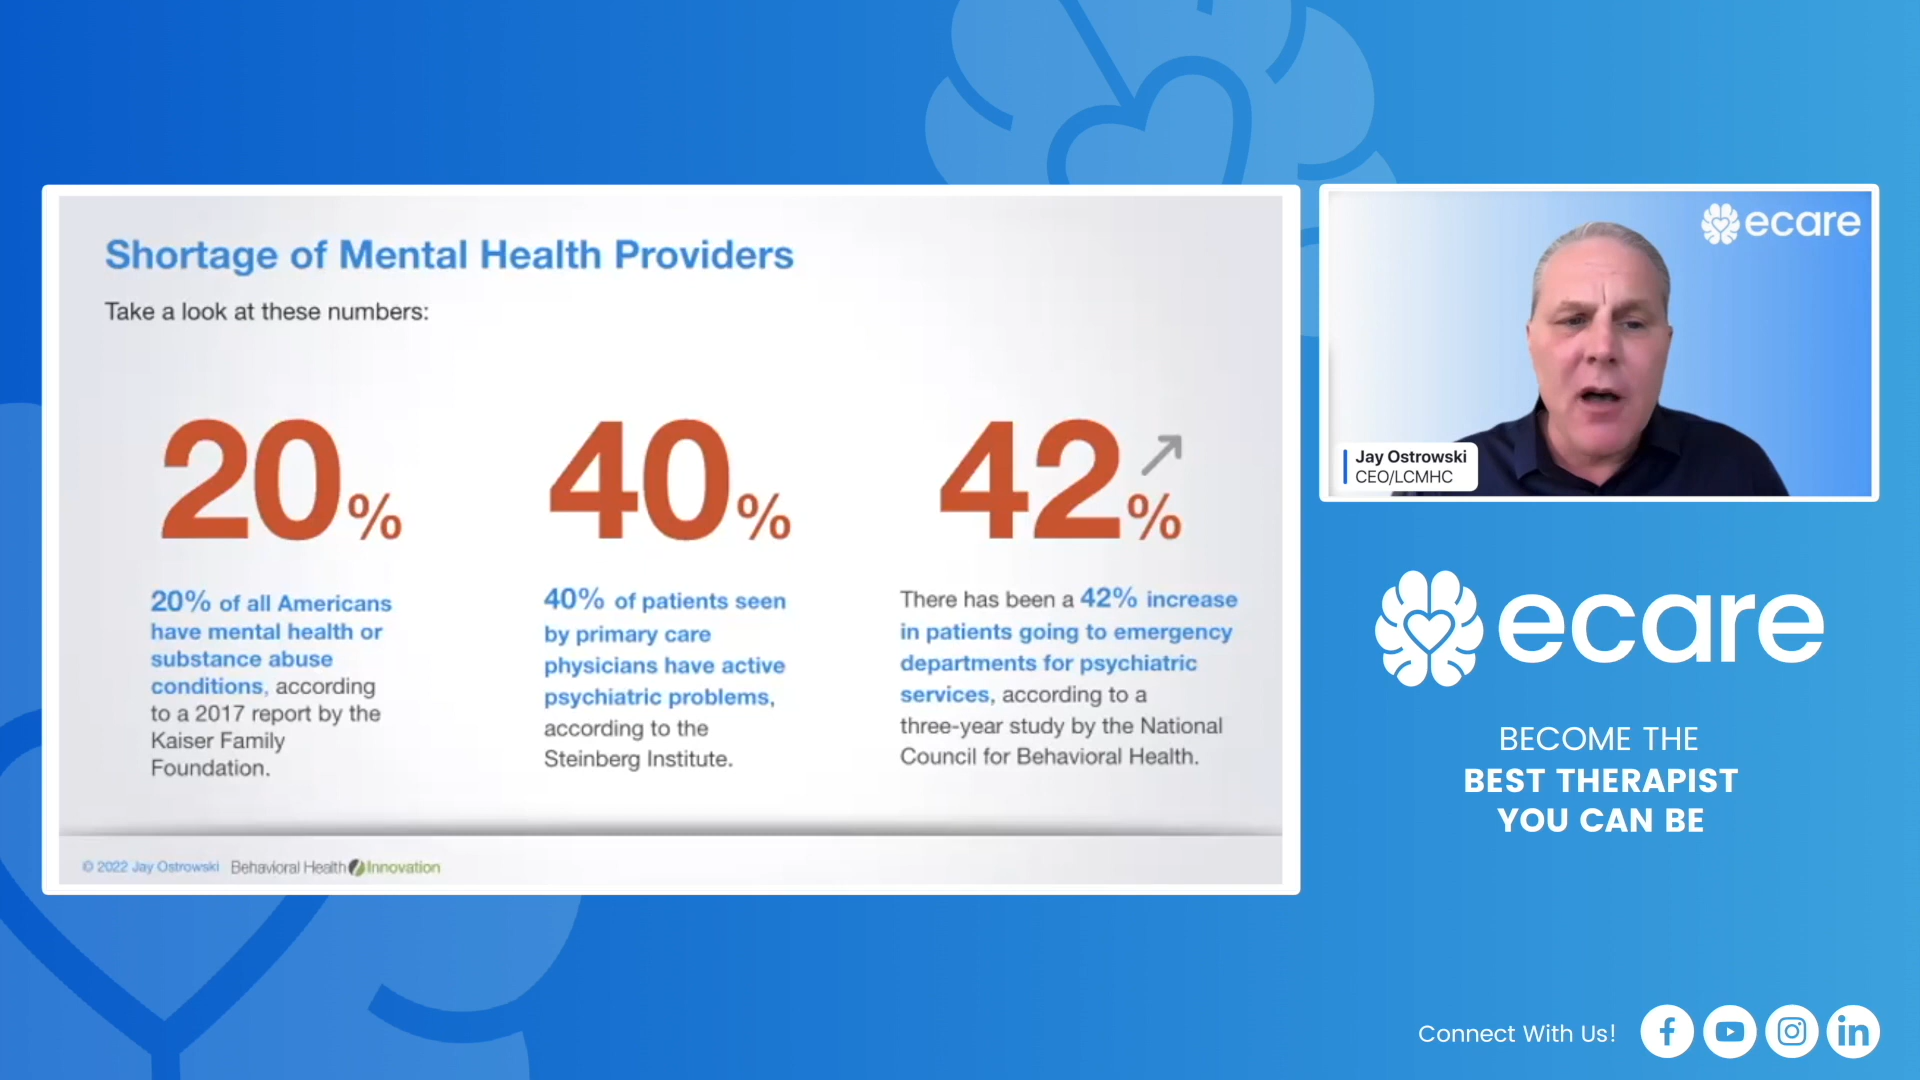 Shortage of Mental Health Providers
Take a look at these numbers:
20%
20% of all Americans
have mental health or
substance abuse
conditions, according
to a 2017 report by the
Kaiser Family
Foundation.
40%
40% of patients seen
by primary care
physicians have active
psychiatric problems,
according to the
Steinberg Institute.
42%
There has been a 42% increase
in patients going to emergency
departments for psychiatric
services, according to a
three-year study by the National
Council for Behavioral Health.
© 2022 Jay Ostrowski Behavioral Health Innovation
ecare
Jay Ostrowski
CEO/LCMHC
ecare
BECOME THE
BEST THERAPIST
YOU CAN BE
Connect With Us!